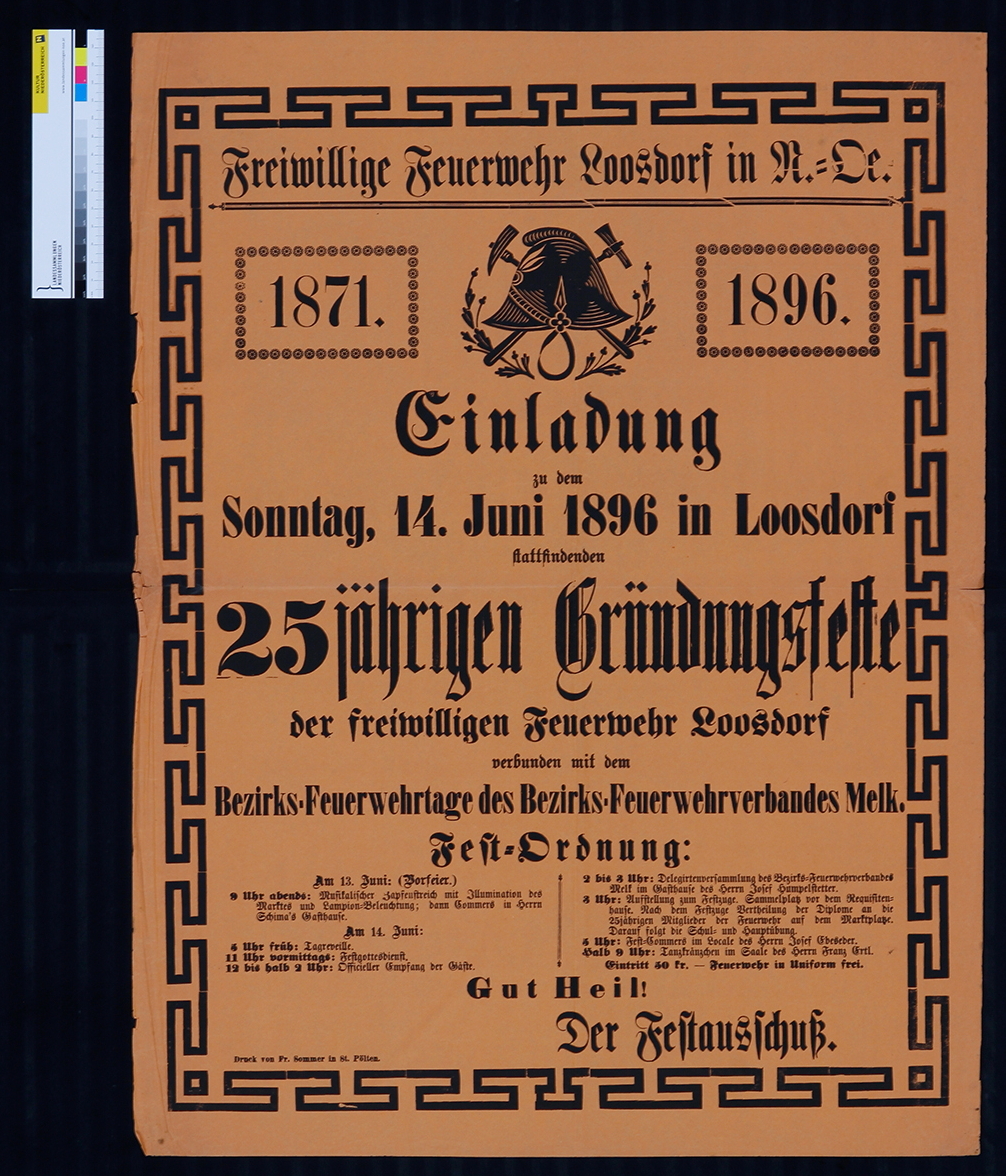 KULTUR
NIEDERÖSTERREICH
LANDESSAMMLUNGEN
NIEDERÖSTERREICH
Freiwillige Feuerwehr Loosdorf in N.=Oe.
1871.
1896.
Einladung
zu dem
Sonntag, 14. Juni 1896 in Loosdorf
stattfindenden
25jährigen Gründungsfeste
der freiwilligen Feuerwehr Loosdorf
verbunden mit dem
Bezirks=Feuerwehrtage des Bezirks=Feuerwehrverbandes Melk.
Fest=Ordnung:
Am 13. Juni: (Vorfeier.)
9 Uhr abends: Musikalischer Zapfenstreich mit Illumination des
Marktes und Lampion=Beleuchtung; dann Commers in Herrn
Schima's Gasthause.
Am 14. Juni:
4 Uhr früh: Tagreveille.
11 Uhr vormittags: Festgottesdienst.
12 bis halb 2 Uhr: Officieller Empfang der Gäste.
2 bis 3 Uhr: Delegirtenversammlung des Bezirks=Feuerwehrverbandes
Melk im Gasthause des Herrn Josef Humpelstetter.
3 Uhr: Aufstellung zum Festzuge. Sammelplatz vor dem Requisiten=
hause. Nach dem Festzuge Vertheilung der Diplome an die
25jährigen Mitglieder der Feuerwehr auf dem Marktplatze.
Darauf folgt die Schul= und Hauptübung.
5 Uhr: Fest=Commers im Locale des Herrn Josef Ebeseder.
Halb 9 Uhr: Tanzkränzchen im Saale des Herrn Franz Ertl.
Eintritt 50 kr. — Feuerwehr in Uniform frei.
Gut Heil!
Der Festausschuß.
Druck von Fr. Sommer in St. Pölten.